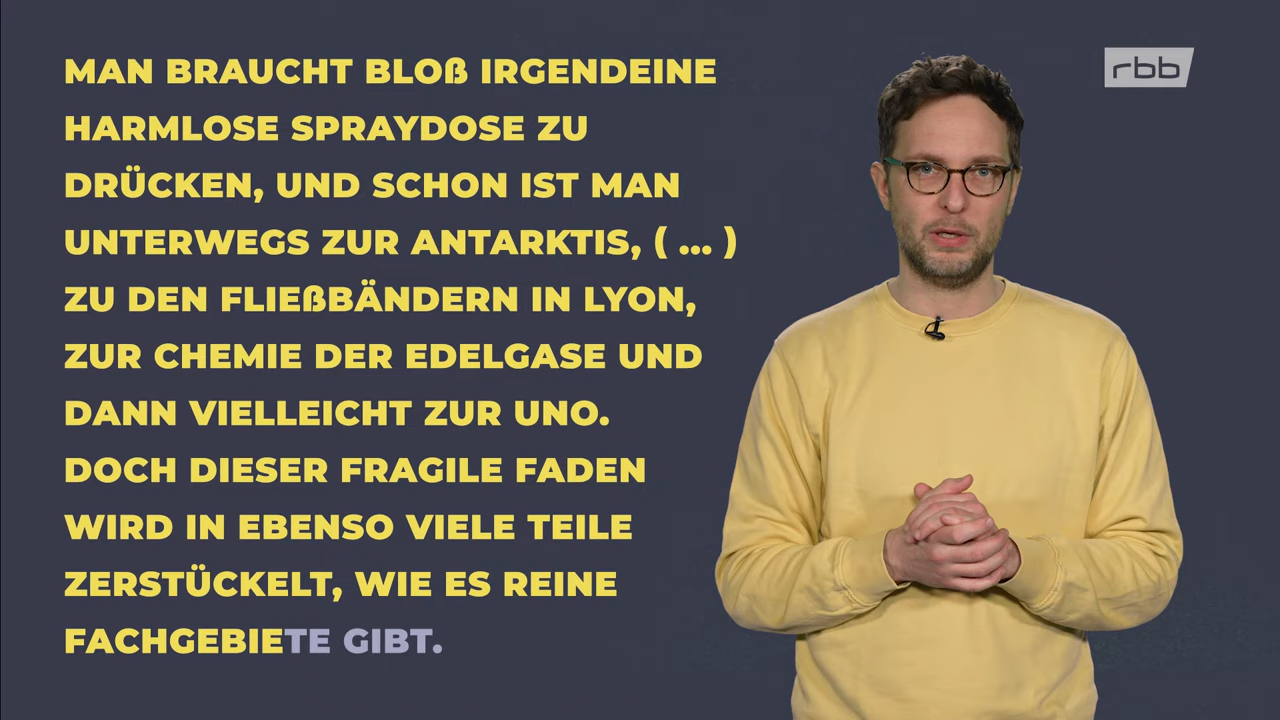 MAN BRAUCHT BLOß IRGENDEINE
HARMLOSE SPRAYDOSE ZU
DRÜCKEN, UND SCHON IST MAN
UNTERWEGS ZUR ANTARKTIS, ( ... )
ZU DEN FLIEßBÄNDERN IN LYON,
ZUR CHEMIE DER EDELGASE UND
DANN VIELLEICHT ZUR UNO.
DOCH DIESER FRAGILE FADEN
WIRD IN EBENSO VIELE TEILE
ZERSTÜCKELT, WIE ES REINE
FACHGEBIETE GIBT.
rbb